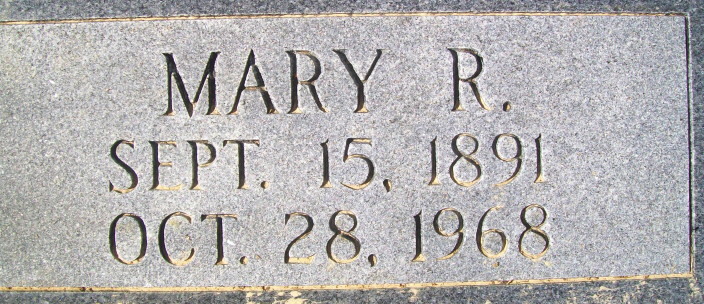 MARY R.
SEPT. 15, 1891
OCT. 28, 1968